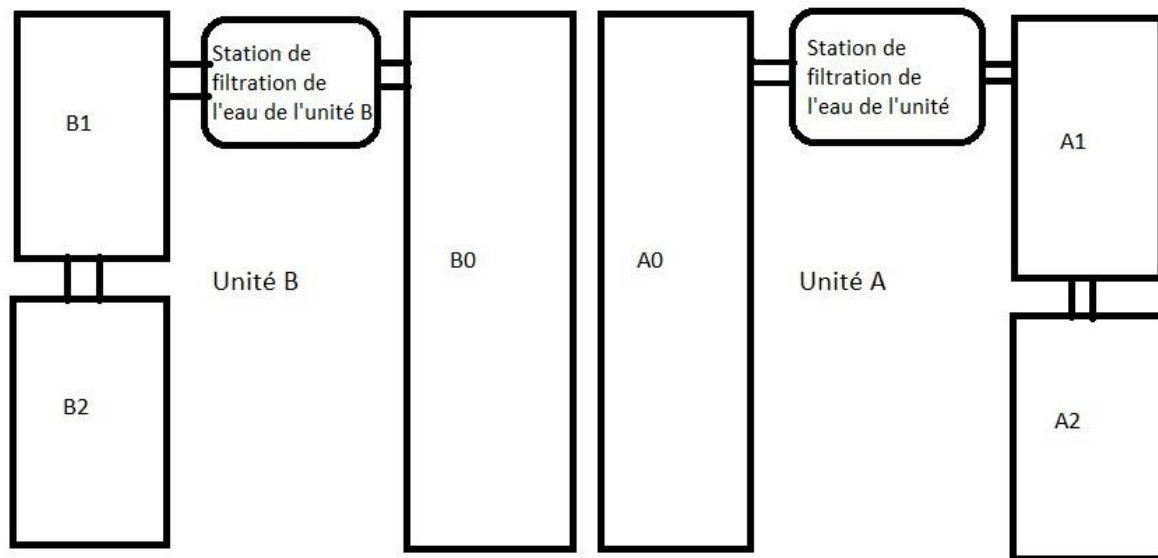 Station de
filtration de
l'eau de l'unité B
B1
B0
Unité B
B2
Station de
filtration de
l'eau de l'unité
A1
A0
Unité A
A2